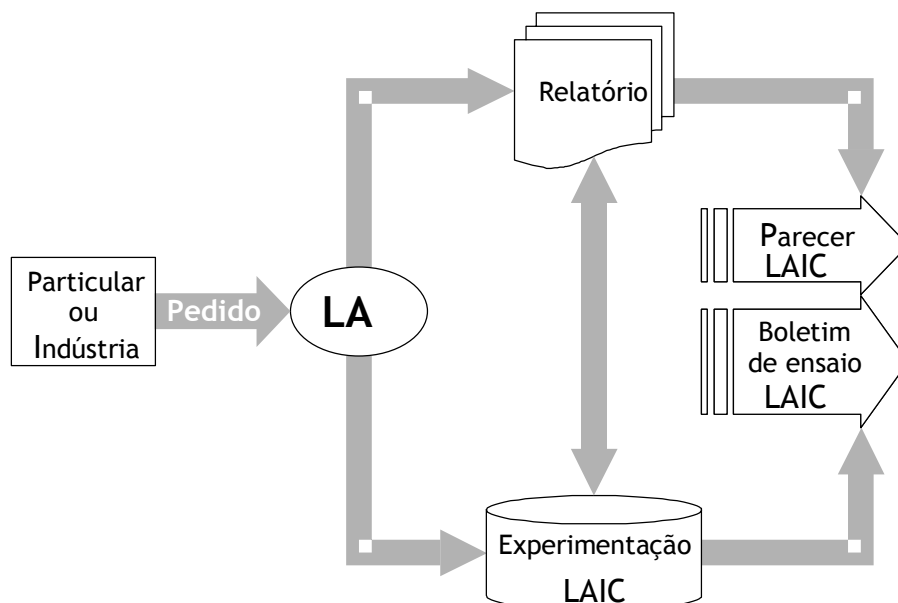 Relatório
Parecer
LAIC
Particular
ou
Indústria
Pedido
LA
Boletim
de ensaio
LAIC
Experimentação
LAIC